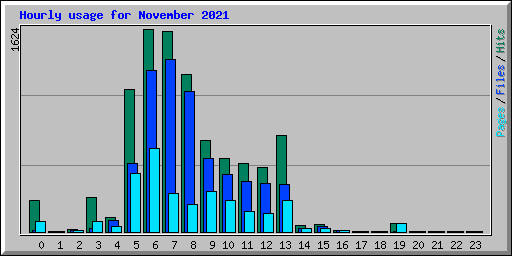 Hourly usage for November 2021
1624
Pages/Files/Hits
0 1 2 3 4 5 6 7 8 9 10 11 12 13 14 15 16 17 18 19 20 21 22 23